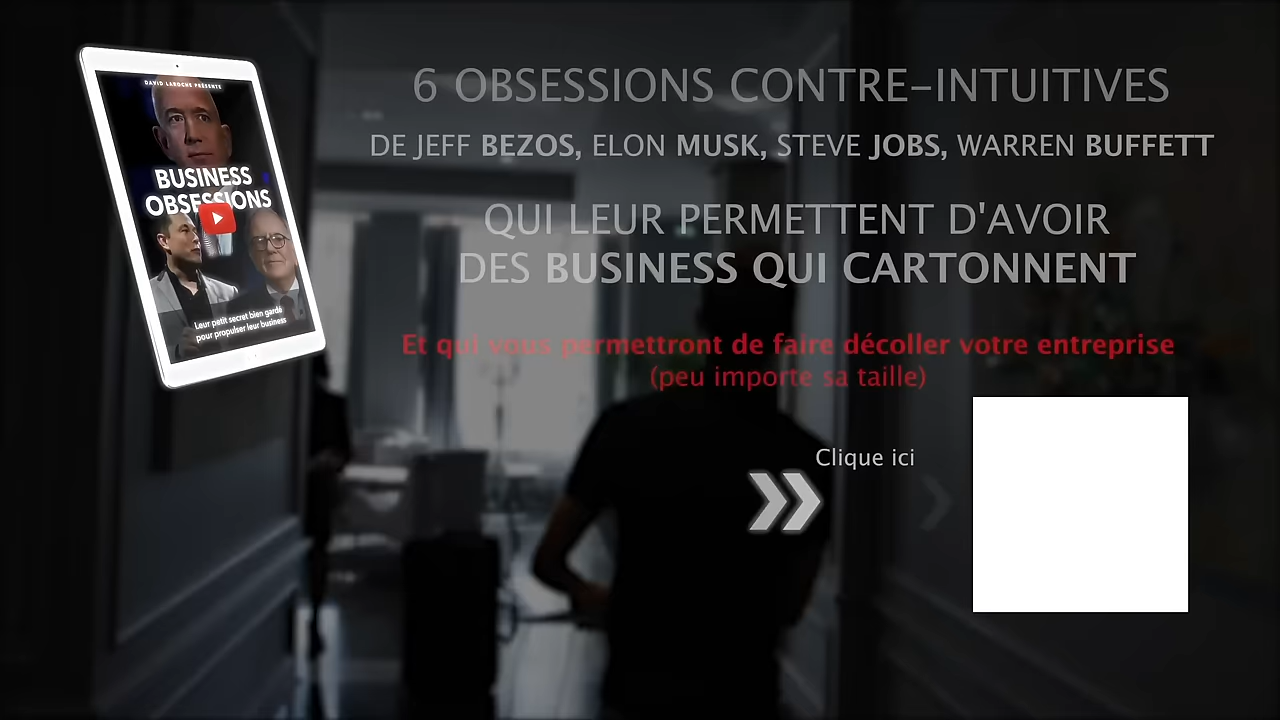 DAVID LAROCHE PRÉSENTE
BUSINESS
OBSESSIONS
Leur petit secret bien gardé
pour propulser leur business
6 OBSESSIONS CONTRE-INTUITIVES
DE JEFF BEZOS, ELON MUSK, STEVE JOBS, WARREN BUFFETT
QUI LEUR PERMETTENT D'AVOIR
DES BUSINESS QUI CARTONNENT
Et qui vous permettront de faire décoller votre entreprise
(peu importe sa taille)
Clique ici